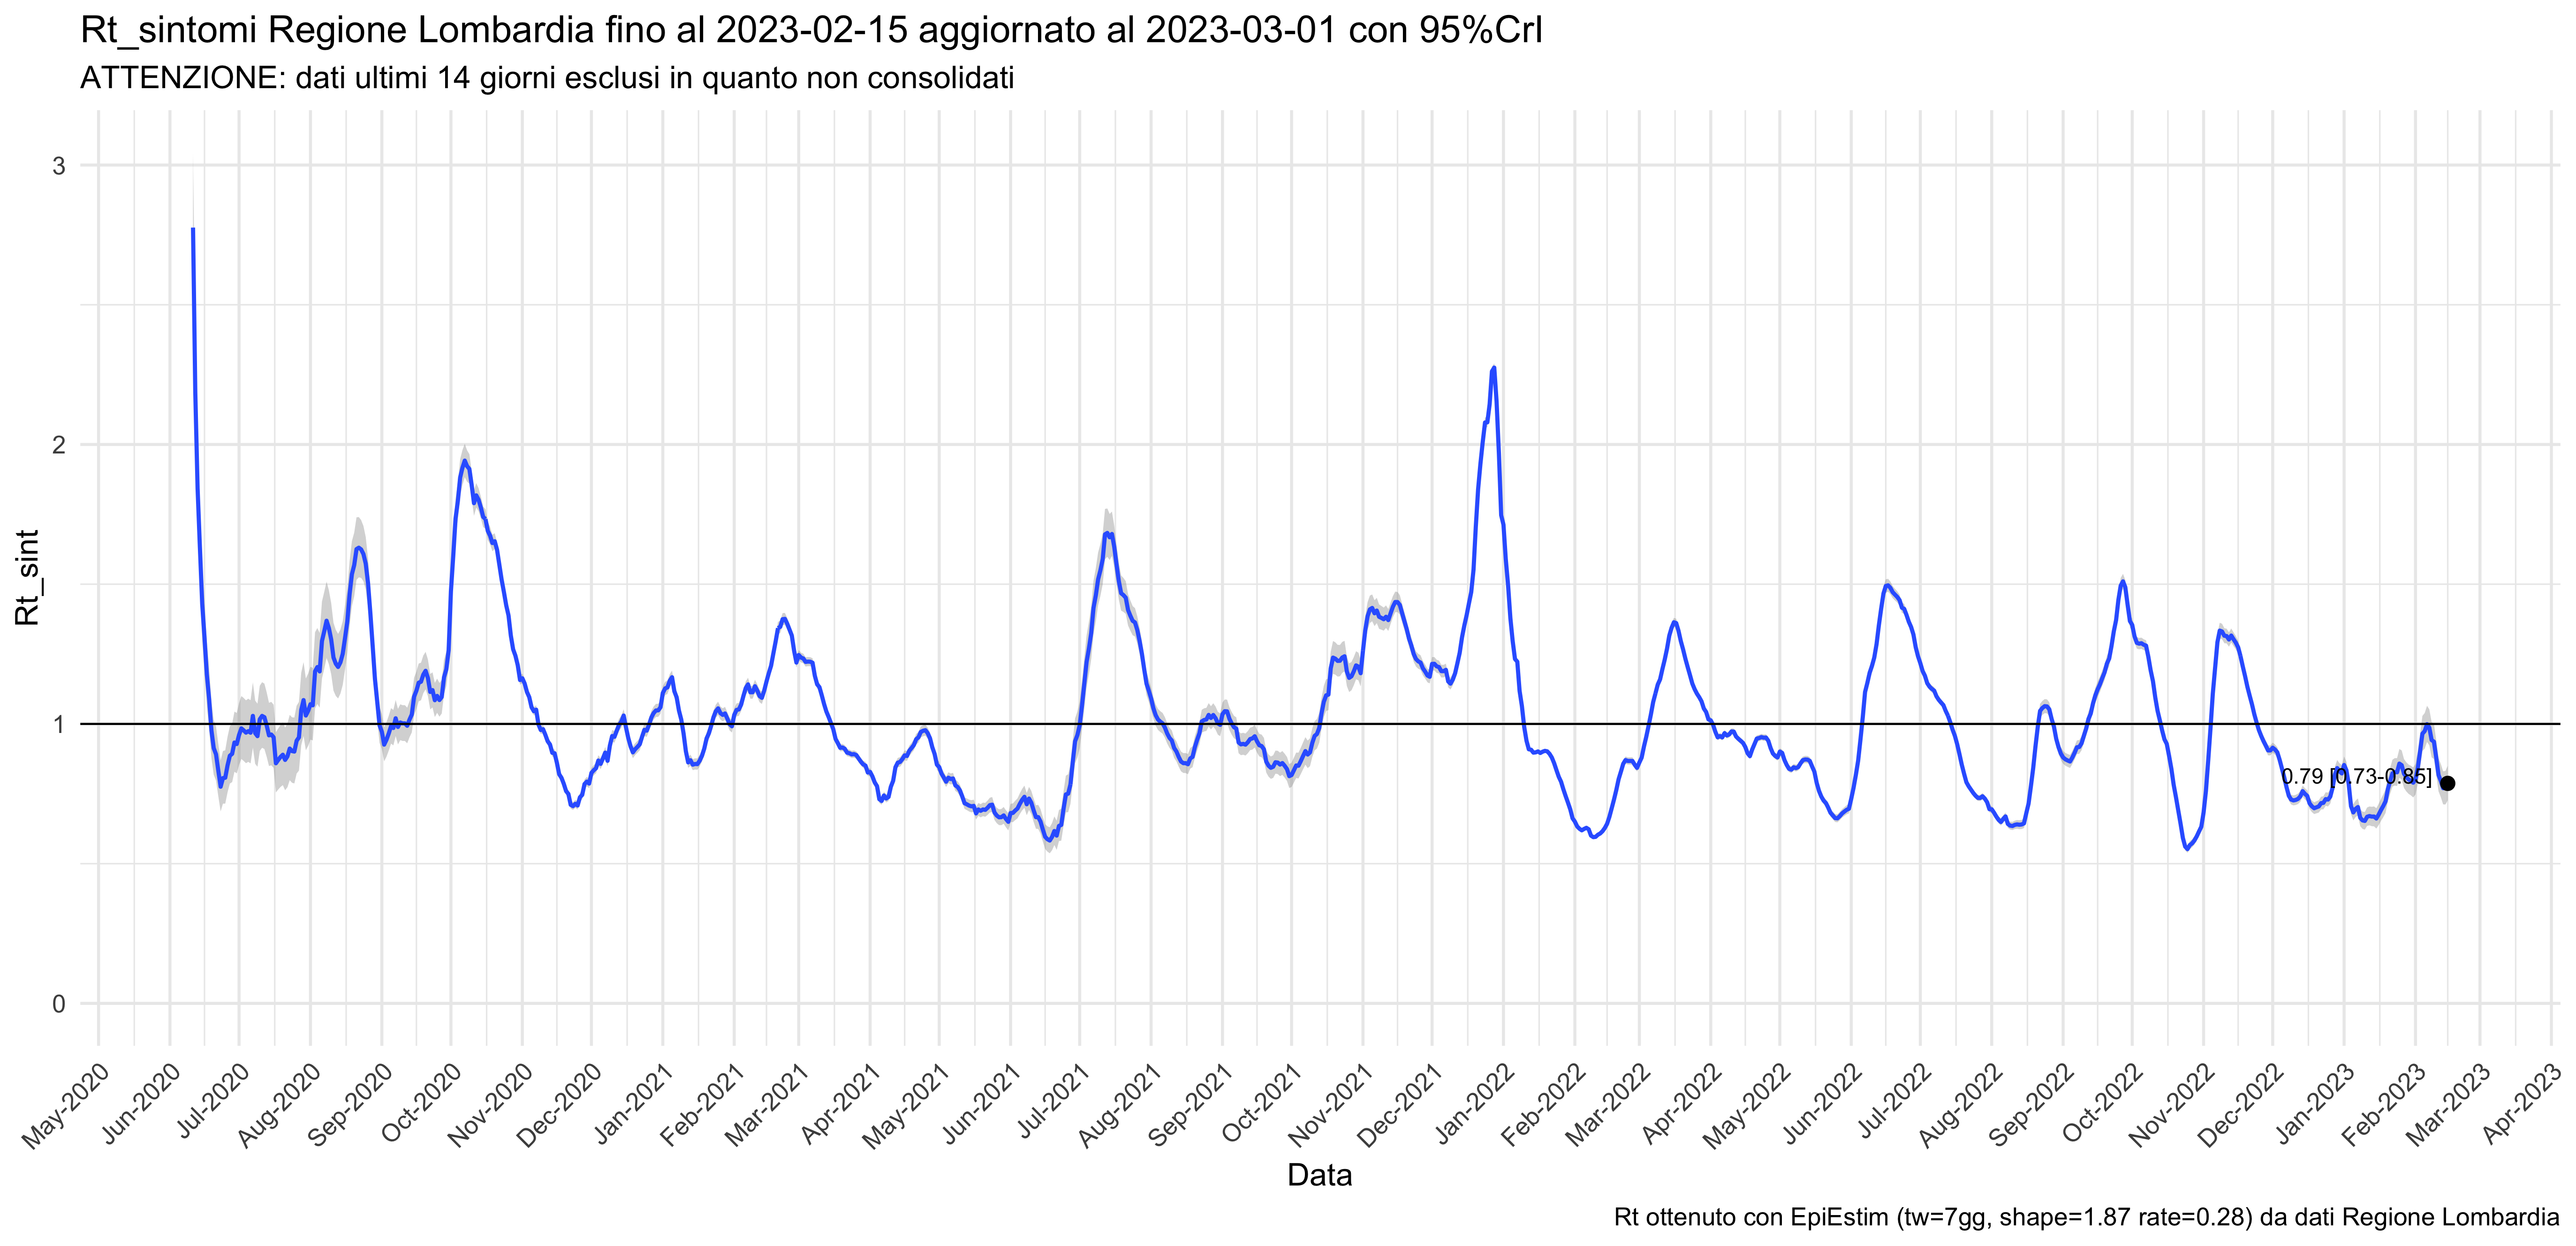 Rt_sintomi Regione Lombardia fino al 2023-02-15 aggiornato al 2023-03-01 con 95%CrI
ATTENZIONE: dati ultimi 14 giorni esclusi in quanto non consolidati
3
2
1
0
Rt_sint
0.79 [0.73-0.85]
May-2020
Jun-2020
Jul-2020
Aug-2020
Sep-2020
Oct-2020
Nov-2020
Dec-2020
Jan-2021
Feb-2021
Mar-2021
Apr-2021
May-2021
Jun-2021
Jul-2021
Aug-2021
Sep-2021
Oct-2021
Nov-2021
Dec-2021
Jan-2022
Feb-2022
Mar-2022
Apr-2022
May-2022
Jun-2022
Jul-2022
Aug-2022
Sep-2022
Oct-2022
Nov-2022
Dec-2022
Jan-2023
Feb-2023
Mar-2023
Apr-2023
Data
Rt ottenuto con EpiEstim (tw=7gg, shape=1.87 rate=0.28) da dati Regione Lombardia